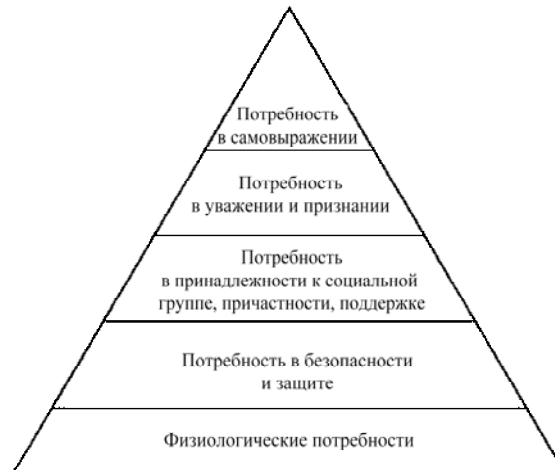 Потребность
в самовыражении
Потребность
в уважении и признании
Потребность
в принадлежности к социальной
группе, причастности, поддержке
Потребность в безопасности
и защите
Физиологические потребности